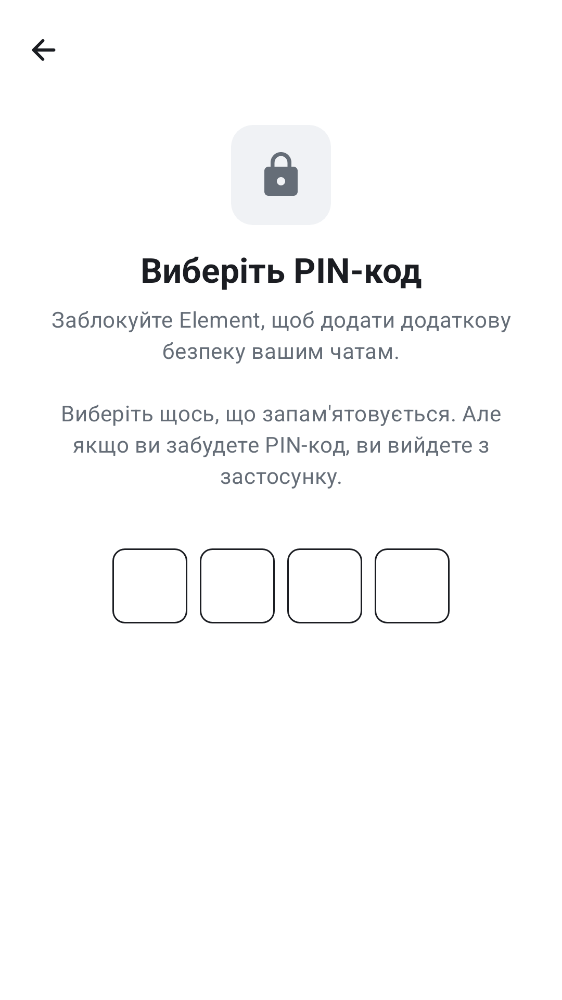 Виберіть PIN-код
Заблокуйте Element, щоб додати додаткову
безпеку вашим чатам.
Виберіть щось, що запам'ятовується. Але
якщо ви забудете PIN-код, ви вийдете з
застосунку.